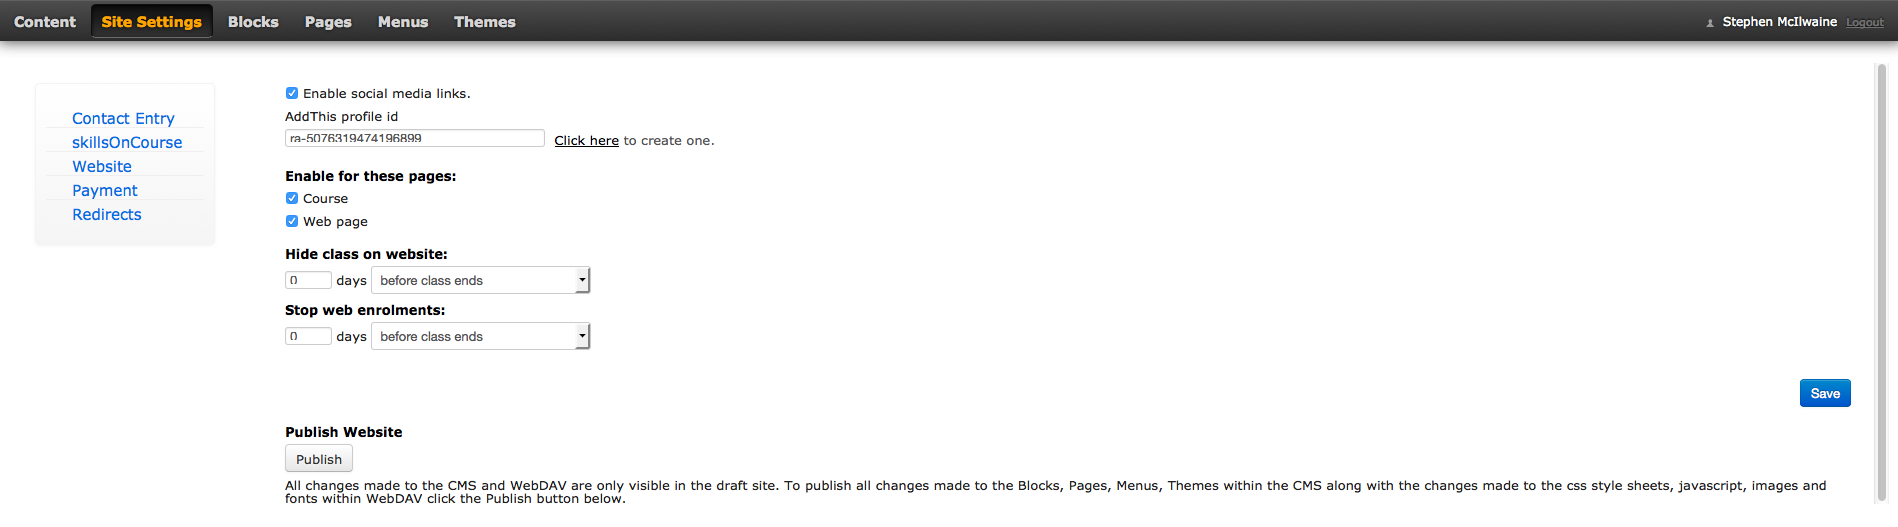 Content Site Settings Blocks Pages Menus Themes Stephen McIlwaine Logout
Contact Entry
skillsOnCourse
Website
Payment
Redirects
Enable social media links.
AddThis profile id
ra-5076319474196899 Click here to create one.
Enable for these pages:
Course
Web page
Hide class on website:
0 days before class ends
Stop web enrolments:
0 days before class ends
Save
Publish Website
Publish
All changes made to the CMS and WebDAV are only visible in the draft site. To publish all changes made to the Blocks, Pages, Menus, Themes within the CMS along with the changes made to the css style sheets, javascript, images and
fonts within WebDAV click the Publish button below.